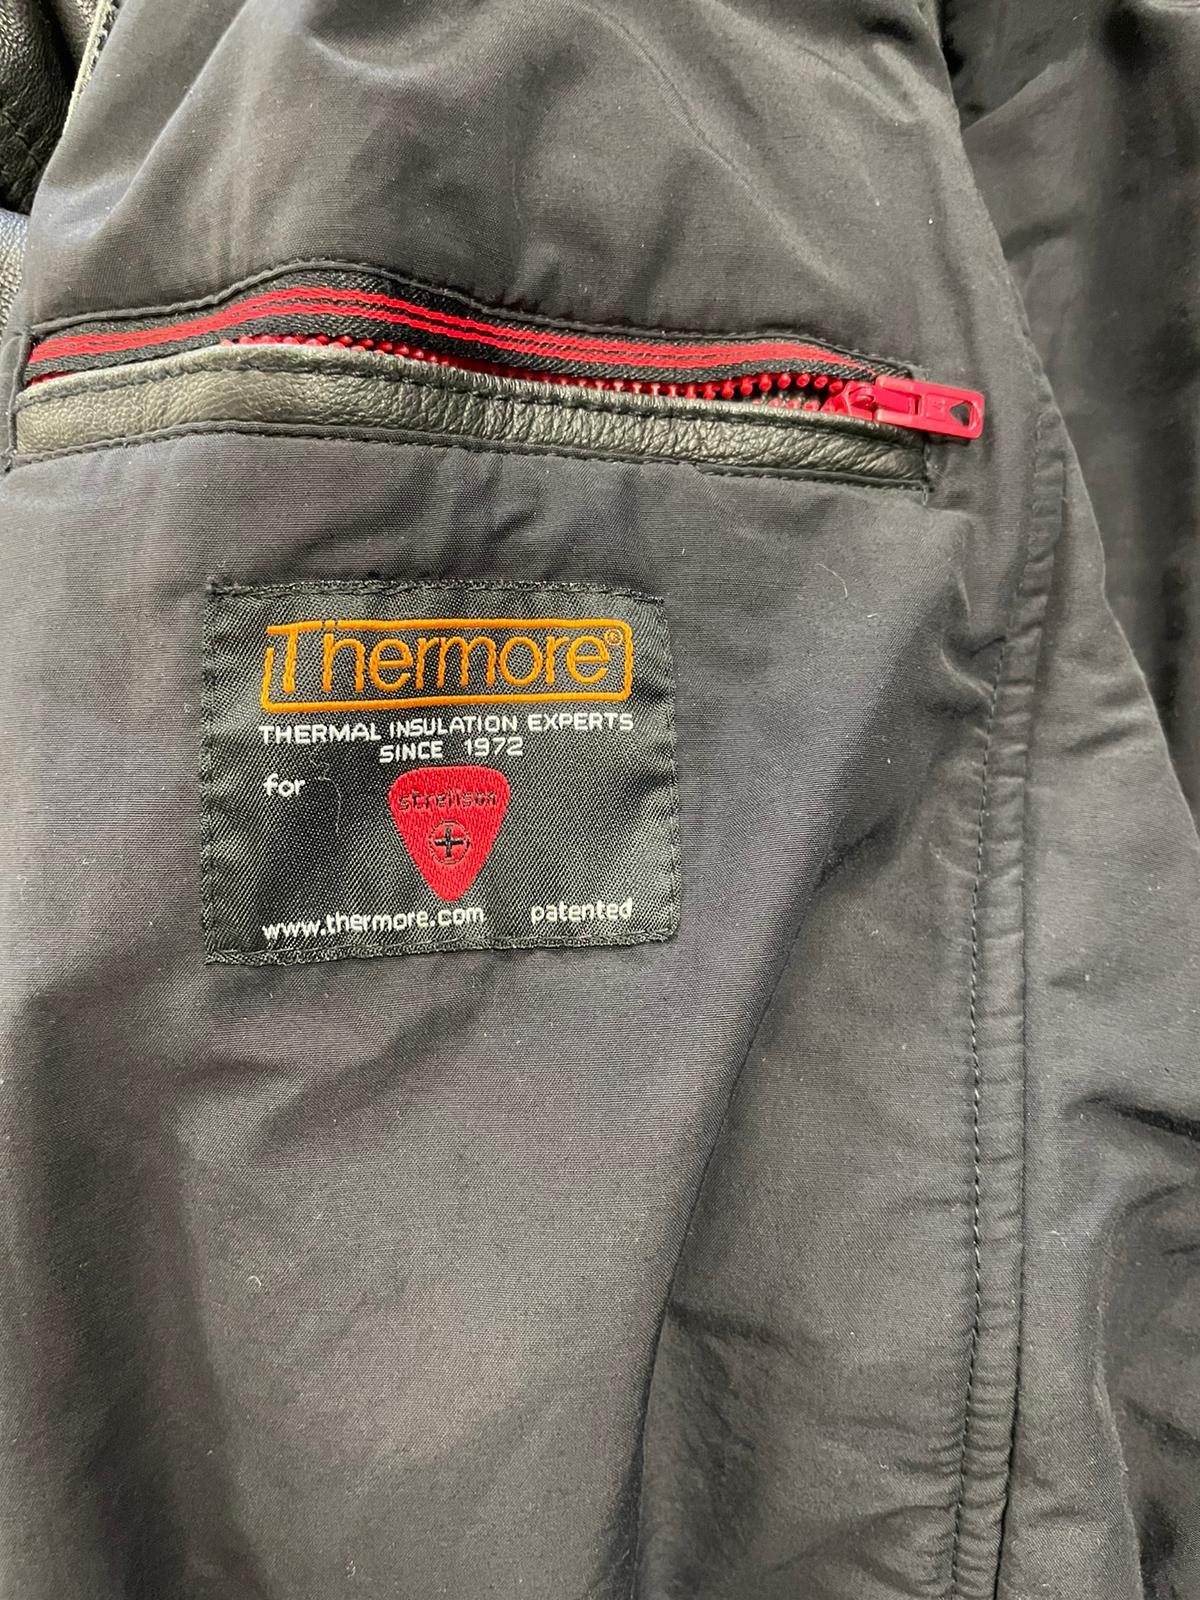 Thermore®
THERMAL INSULATION EXPERTS
SINCE 1972
for
strellson
www.thermore.com patented